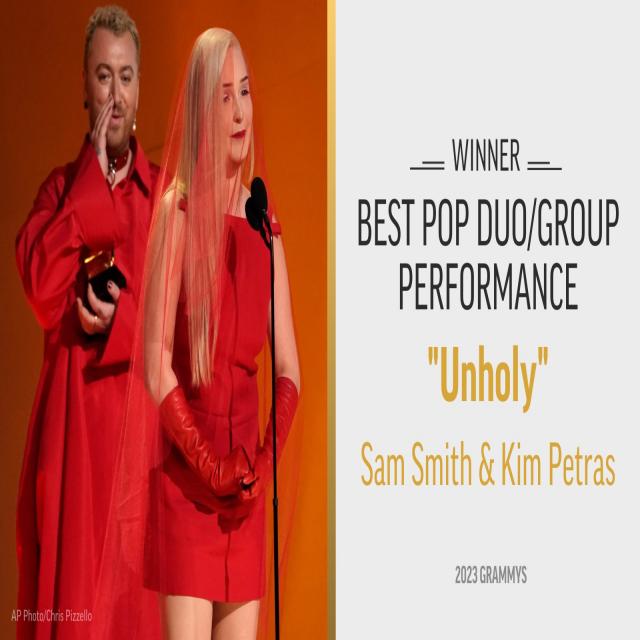 WINNER
BEST POP DUO/GROUP
PERFORMANCE
"Unholy"
Sam Smith & Kim Petras
2023 GRAMMYS
AP Photo/Chris Pizzello